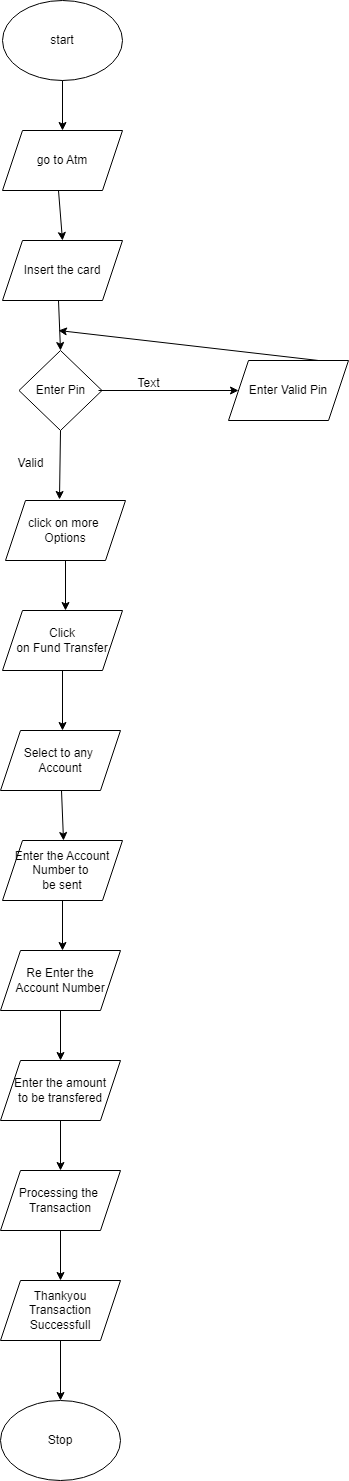 start
go to Atm
Insert the card
Enter Pin
Text
Enter Valid Pin
Valid
click on more
Options
Click
on Fund Transfer
Select to any
Account
Enter the Account
Number to
be sent
Re Enter the
Account Number
Enter the amount
to be transfered
Processing the
Transaction
Thankyou
Transaction
Successfull
Stop